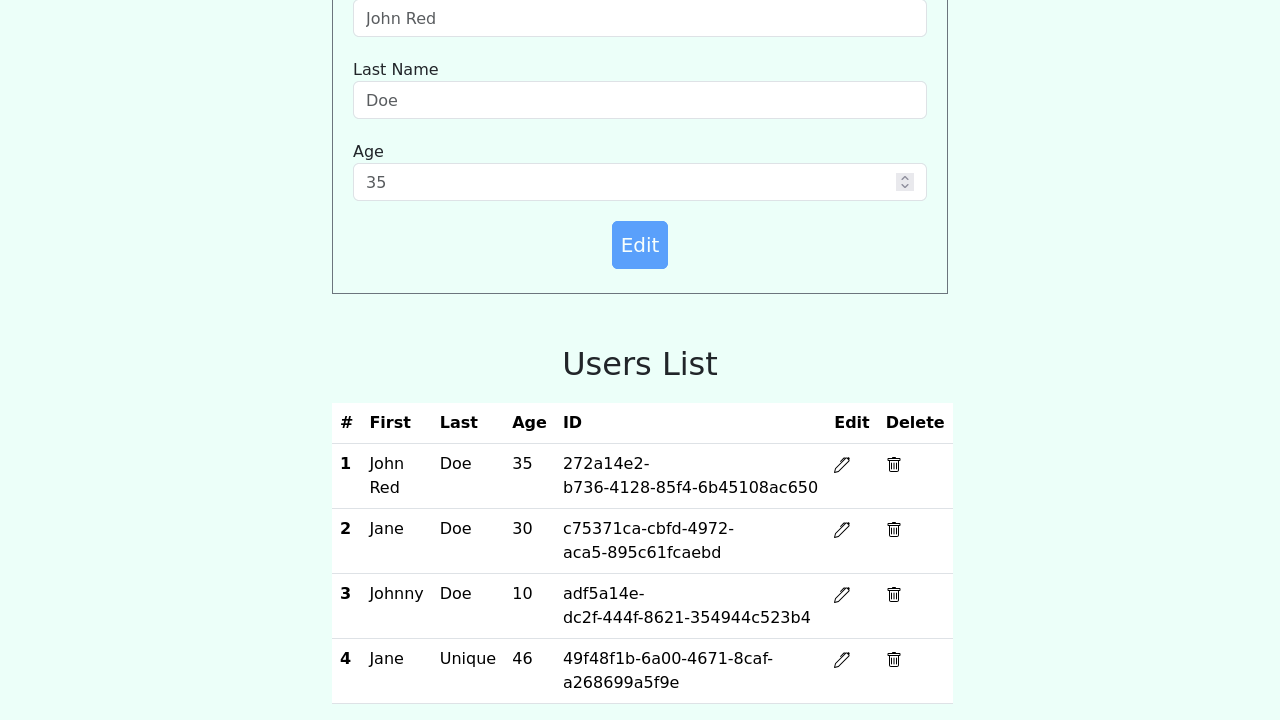 John Red
Last Name
Doe
Age
35
Edit
Users List
# First Last Age ID Edit Delete
1 John Doe 35 272a14e2-
Red b736-4128-85f4-6b45108ac650
2 Jane Doe 30 c75371ca-cbfd-4972-
aca5-895c61fcaebd
3 Johnny Doe 10 adf5a14e-
dc2f-444f-8621-354944c523b4
4 Jane Unique 46 49f48f1b-6a00-4671-8caf-
a268699a5f9e